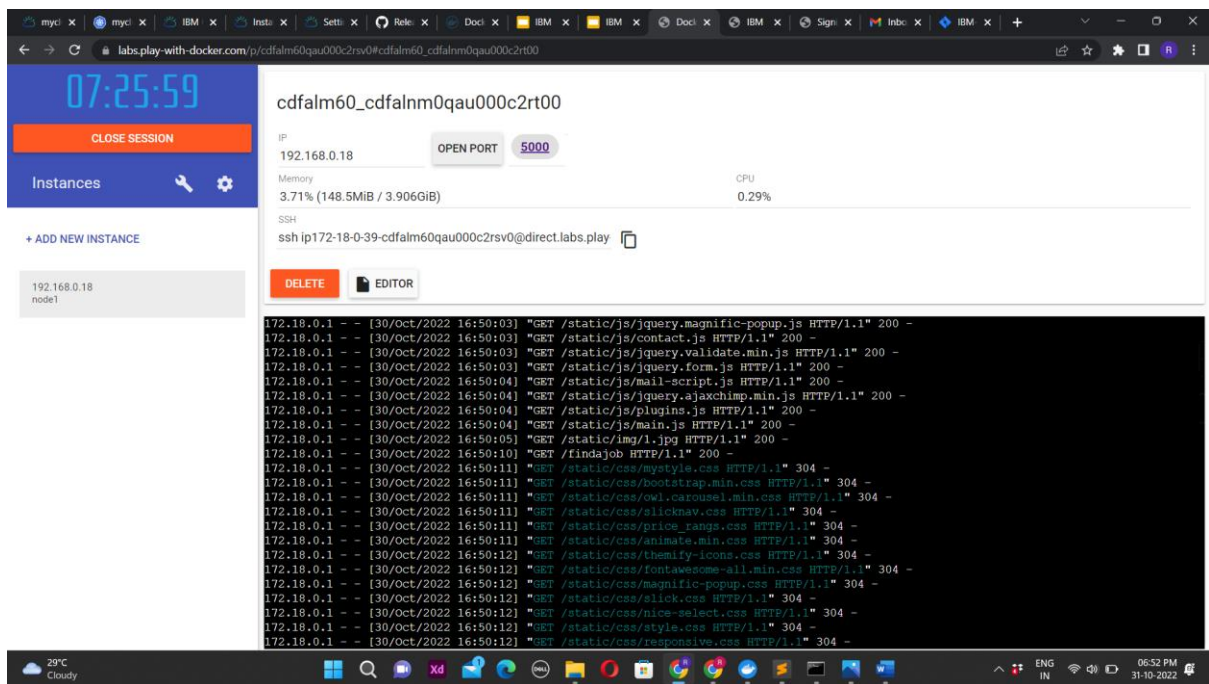 mycl
mycl
IBM
Insta
Setti
Rele
Doc
IBM
IBM
Doc
IBM
Sign
Inbo
IBM
labs.play-with-docker.com/p/cdfalm60qau000c2rsv0#cdfalm60_cdfalnm0qau000c2rt00
R
07:25:59
CLOSE SESSION
Instances
+ ADD NEW INSTANCE
192.168.0.18
node1
cdfalm60_cdfalnm0qau000c2rt00
IP
192.168.0.18
OPEN PORT
5000
Memory
3.71% (148.5MiB / 3.906GiB)
CPU
0.29%
SSH
ssh ip172-18-0-39-cdfalm60qau000c2rsv0@direct.labs.play-
DELETE
EDITOR
172.18.0.1 - - [30/Oct/2022 16:50:03] "GET /static/js/jquery.magnific-popup.js HTTP/1.1" 200 -
172.18.0.1 - - [30/Oct/2022 16:50:03] "GET /static/js/contact.js HTTP/1.1" 200 -
172.18.0.1 - - [30/Oct/2022 16:50:03] "GET /static/js/jquery.validate.min.js HTTP/1.1" 200 -
172.18.0.1 - - [30/Oct/2022 16:50:03] "GET /static/js/jquery.form.js HTTP/1.1" 200 -
172.18.0.1 - - [30/Oct/2022 16:50:04] "GET /static/js/mail-script.js HTTP/1.1" 200 -
172.18.0.1 - - [30/Oct/2022 16:50:04] "GET /static/js/jquery.ajaxchimp.min.js HTTP/1.1" 200 -
172.18.0.1 - - [30/Oct/2022 16:50:04] "GET /static/js/plugins.js HTTP/1.1" 200 -
172.18.0.1 - - [30/Oct/2022 16:50:04] "GET /static/js/main.js HTTP/1.1" 200 -
172.18.0.1 - - [30/Oct/2022 16:50:05] "GET /static/img/1.jpg HTTP/1.1" 200 -
172.18.0.1 - - [30/Oct/2022 16:50:10] "GET /findajob HTTP/1.1" 200 -
172.18.0.1 - - [30/Oct/2022 16:50:11] "GET /static/css/mystyle.css HTTP/1.1" 304 -
172.18.0.1 - - [30/Oct/2022 16:50:11] "GET /static/css/bootstrap.min.css HTTP/1.1" 304 -
172.18.0.1 - - [30/Oct/2022 16:50:11] "GET /static/css/owl.carousel.min.css HTTP/1.1" 304 -
172.18.0.1 - - [30/Oct/2022 16:50:11] "GET /static/css/slicknav.css HTTP/1.1" 304 -
172.18.0.1 - - [30/Oct/2022 16:50:11] "GET /static/css/price_rangs.css HTTP/1.1" 304 -
172.18.0.1 - - [30/Oct/2022 16:50:11] "GET /static/css/animate.min.css HTTP/1.1" 304 -
172.18.0.1 - - [30/Oct/2022 16:50:12] "GET /static/css/themify-icons.css HTTP/1.1" 304 -
172.18.0.1 - - [30/Oct/2022 16:50:12] "GET /static/css/fontawesome-all.min.css HTTP/1.1" 304 -
172.18.0.1 - - [30/Oct/2022 16:50:12] "GET /static/css/magnific-popup.css HTTP/1.1" 304 -
172.18.0.1 - - [30/Oct/2022 16:50:12] "GET /static/css/slick.css HTTP/1.1" 304 -
172.18.0.1 - - [30/Oct/2022 16:50:12] "GET /static/css/nice-select.css HTTP/1.1" 304 -
172.18.0.1 - - [30/Oct/2022 16:50:12] "GET /static/css/style.css HTTP/1.1" 304 -
172.18.0.1 - - [30/Oct/2022 16:50:12] "GET /static/css/responsive.css HTTP/1.1" 304 -
29°C
Cloudy
Xd
DELL
ENG
IN
06:52 PM
31-10-2022